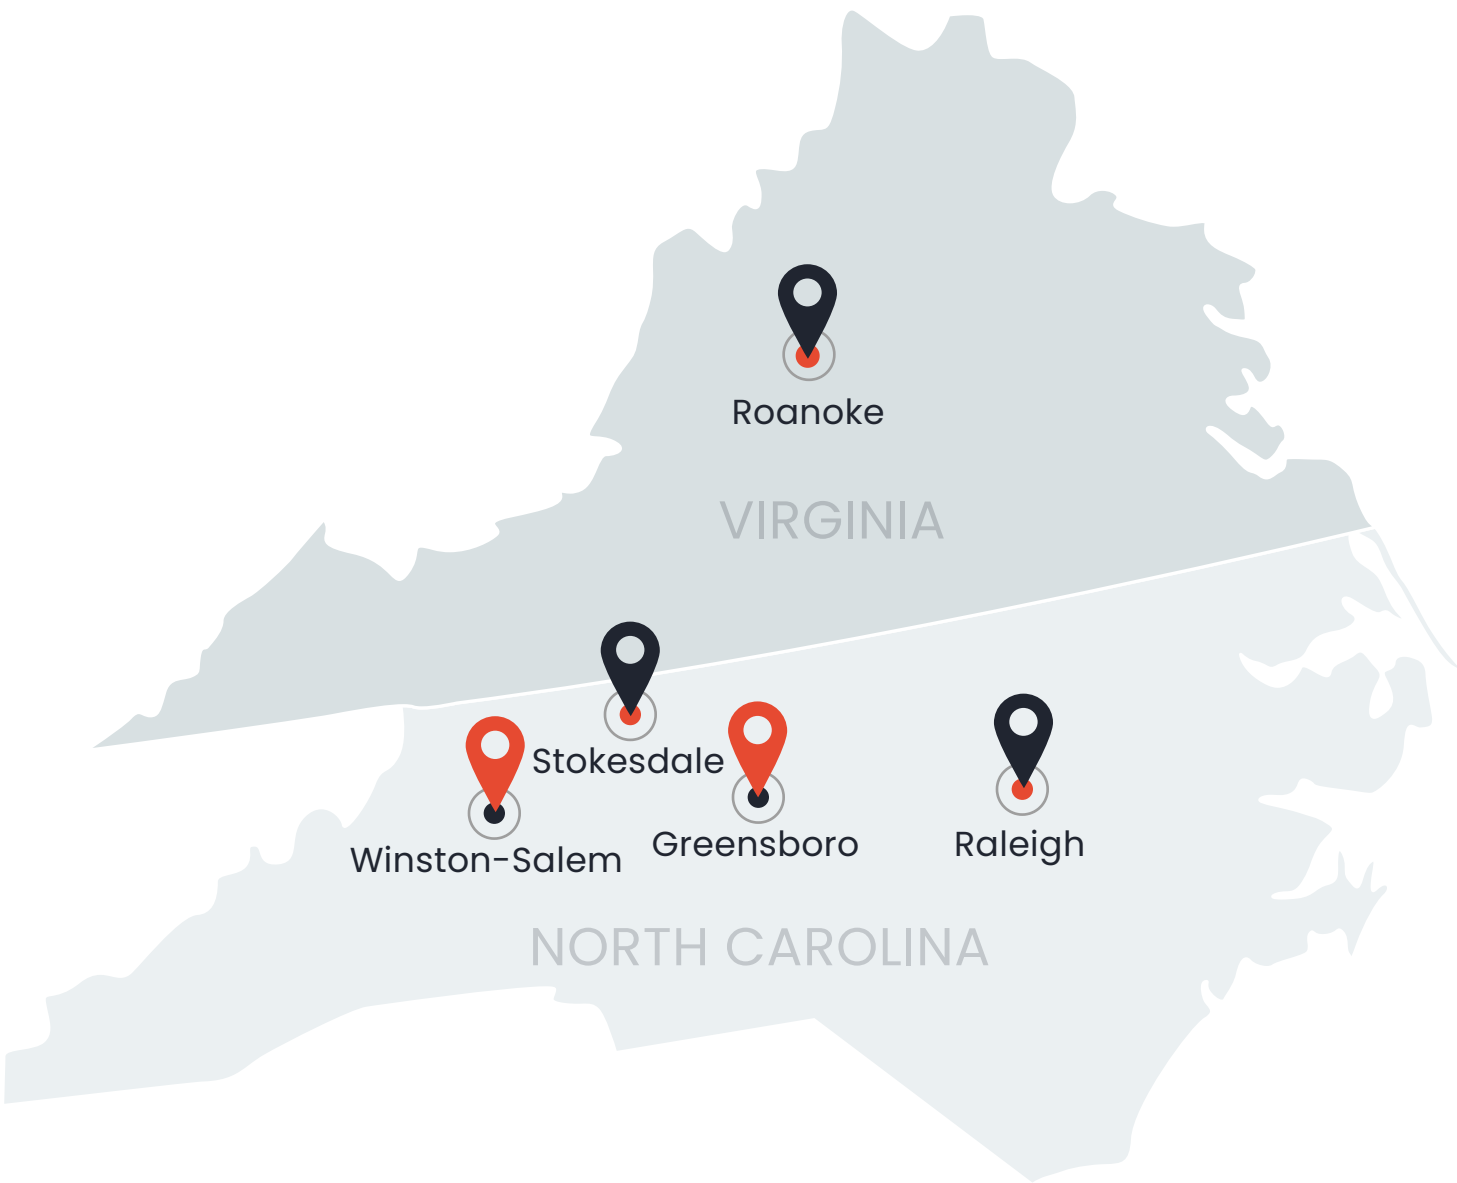 Roanoke
VIRGINIA
Stokesdale
Greensboro
Raleigh
Winston-Salem
NORTH CAROLINA